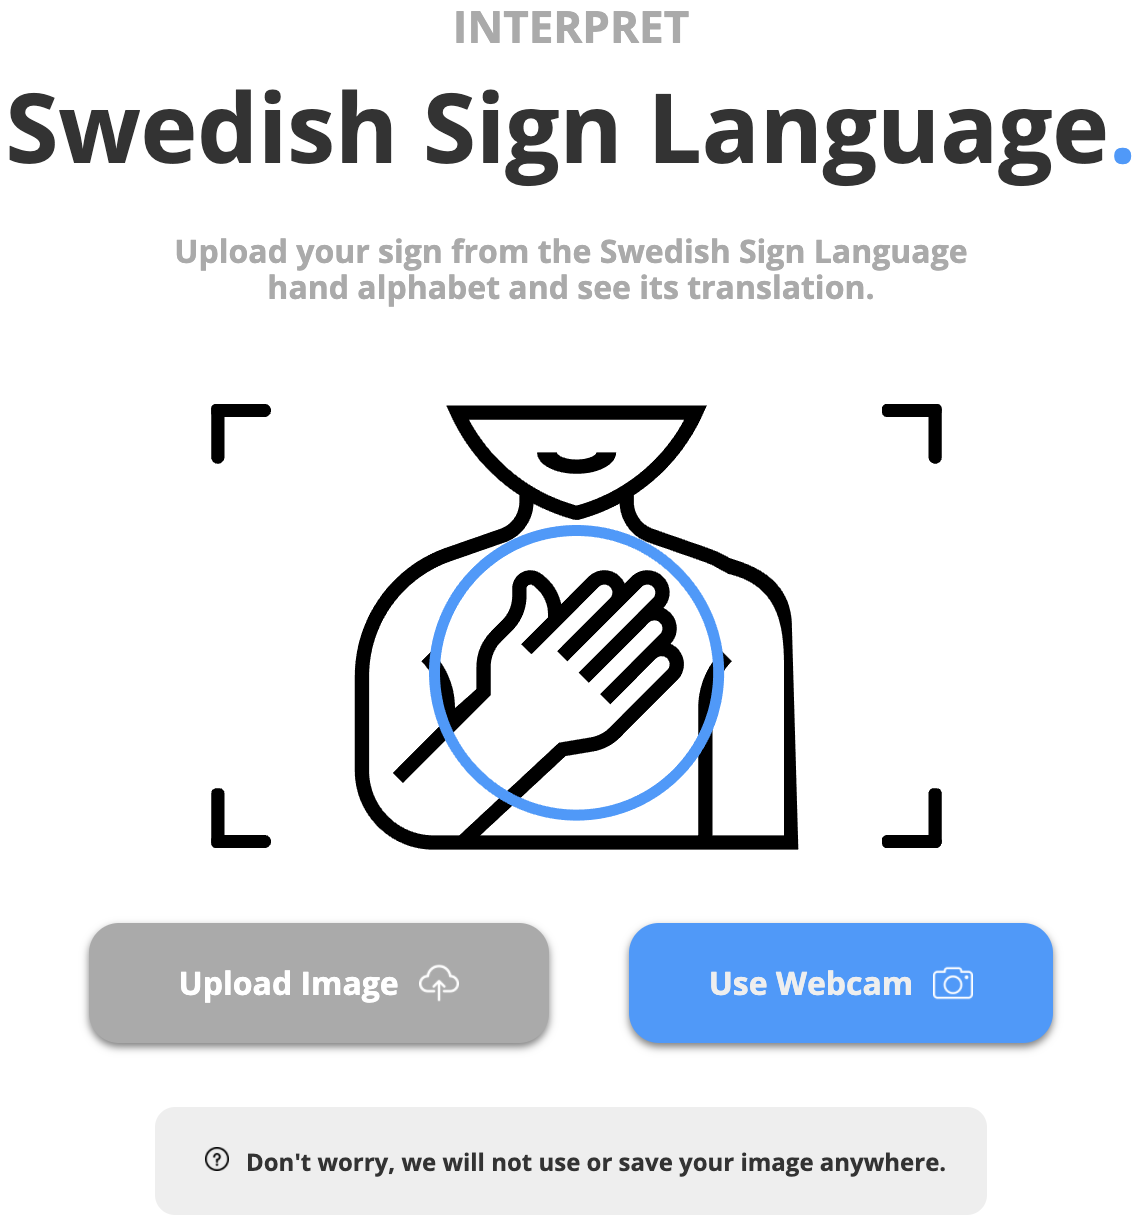 INTERPRET
Swedish Sign Language.
Upload your sign from the Swedish Sign Language
hand alphabet and see its translation.
Upload Image
Use Webcam
Don't worry, we will not use or save your image anywhere.